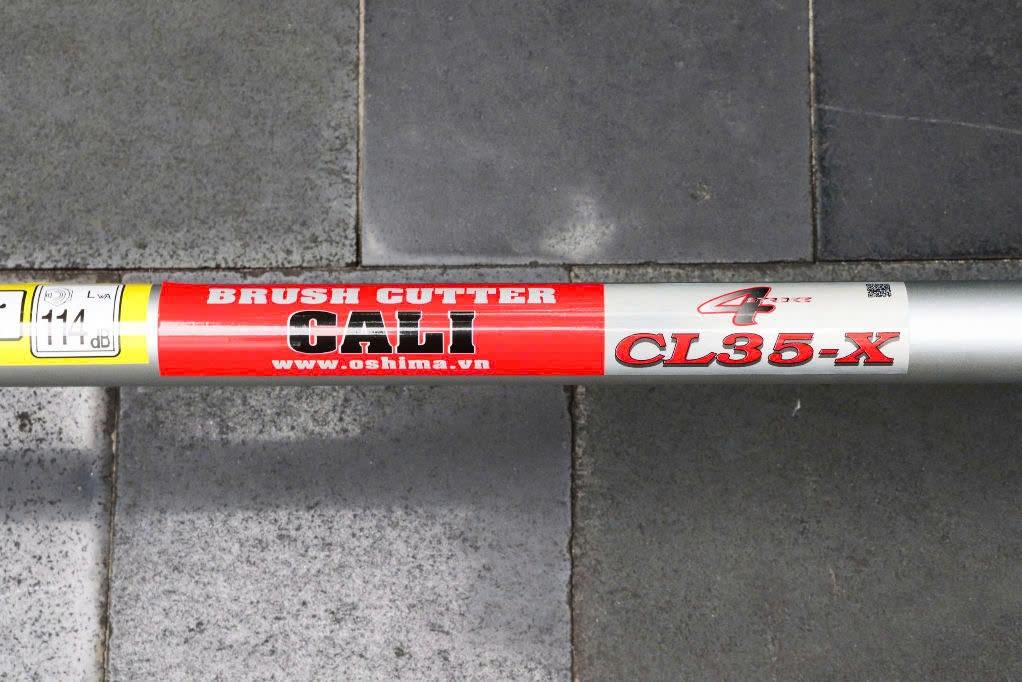 LWA
114 dB
BRUSH CUTTER
CALI
www.oshima.vn
4
CL35-X